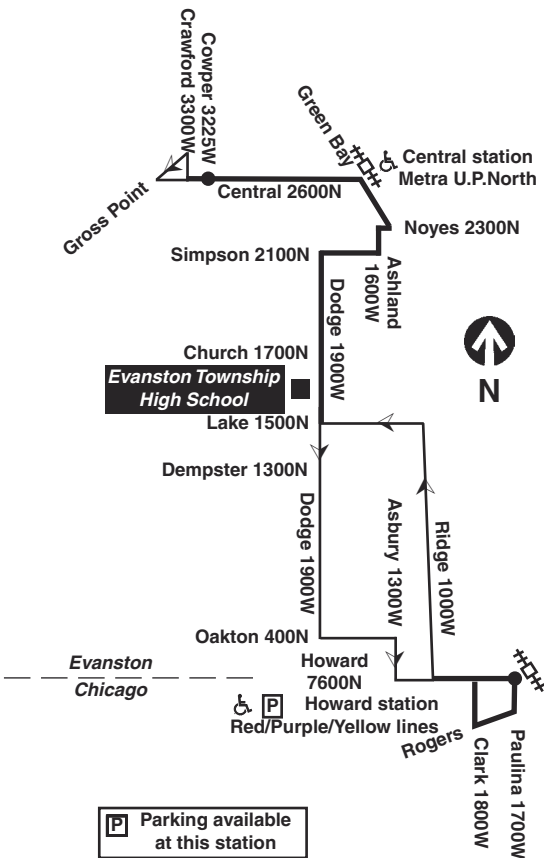 Cowper 3225W
Crawford 3300W
Green Bay
Central station
Metra U.P.North
Gross Point
Central 2600N
Noyes 2300N
Simpson 2100N
Ashland
1600W
Dodge 1900W
Church 1700N
Evanston Township
High School
N
Lake 1500N
Dempster 1300N
Dodge 1900W
Asbury 1300W
Ridge 1000W
Oakton 400N
Evanston
Chicago
Howard
7600N
P Howard station
Red/Purple/Yellow lines
Rogers
Clark 1800W
Paulina 1700W
P Parking available
at this station